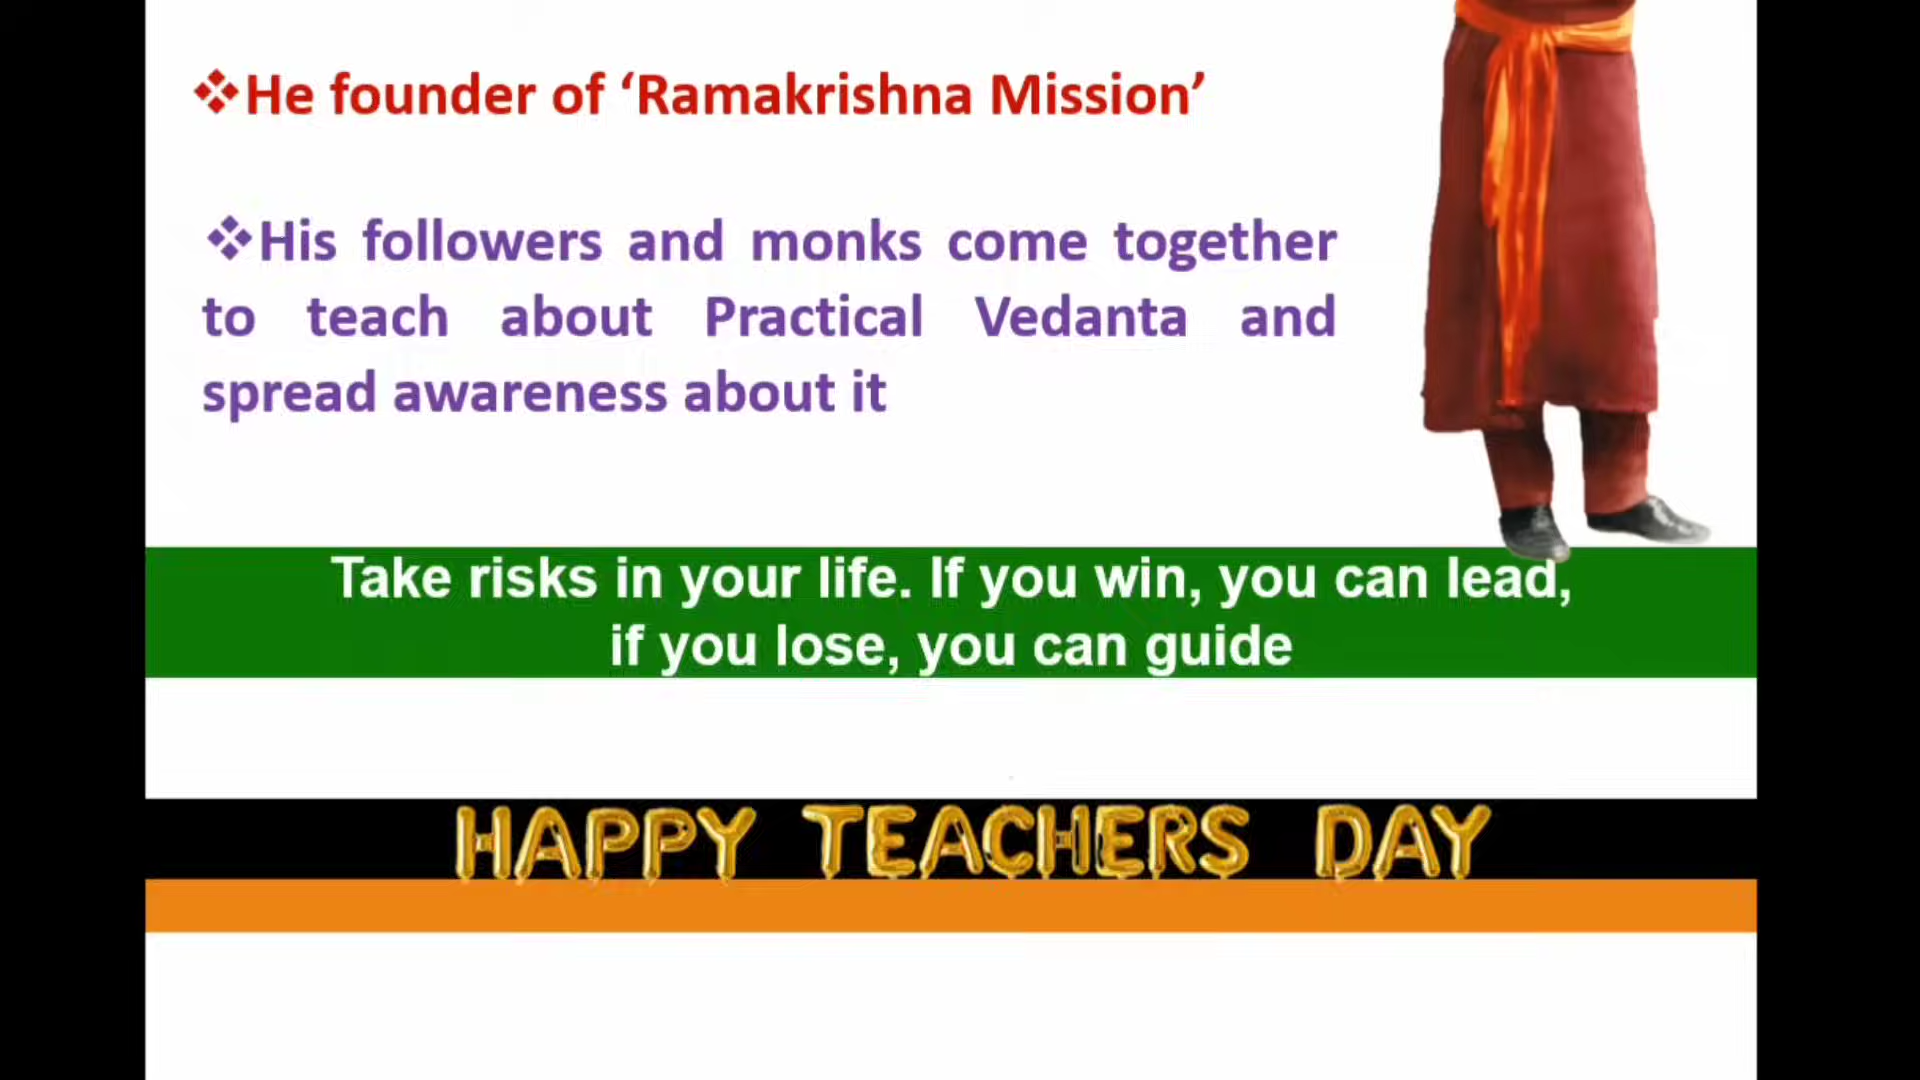 ❖He founder of ‘Ramakrishna Mission’
❖His followers and monks come together
to teach about Practical Vedanta and
spread awareness about it
Take risks in your life. If you win, you can lead,
if you lose, you can guide
HAPPY TEACHERS DAY